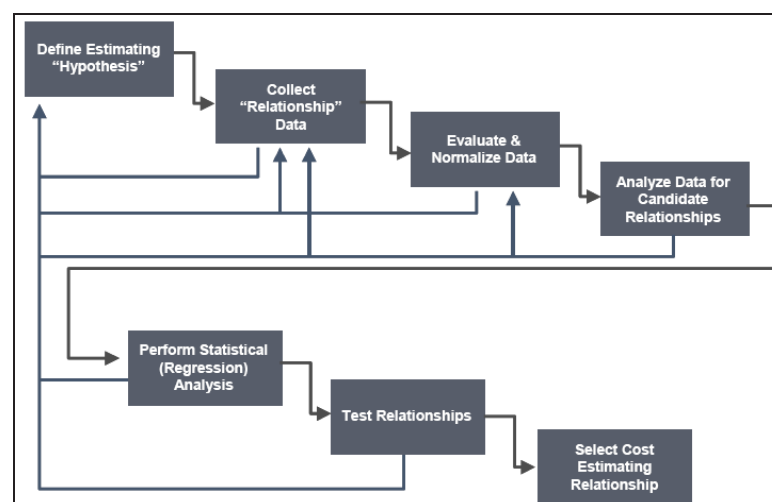 Define Estimating
“Hypothesis”
Collect
“Relationship”
Data
Evaluate &
Normalize Data
Analyze Data for
Candidate
Relationships
Perform Statistical
(Regression)
Analysis
Test Relationships
Select Cost
Estimating
Relationship